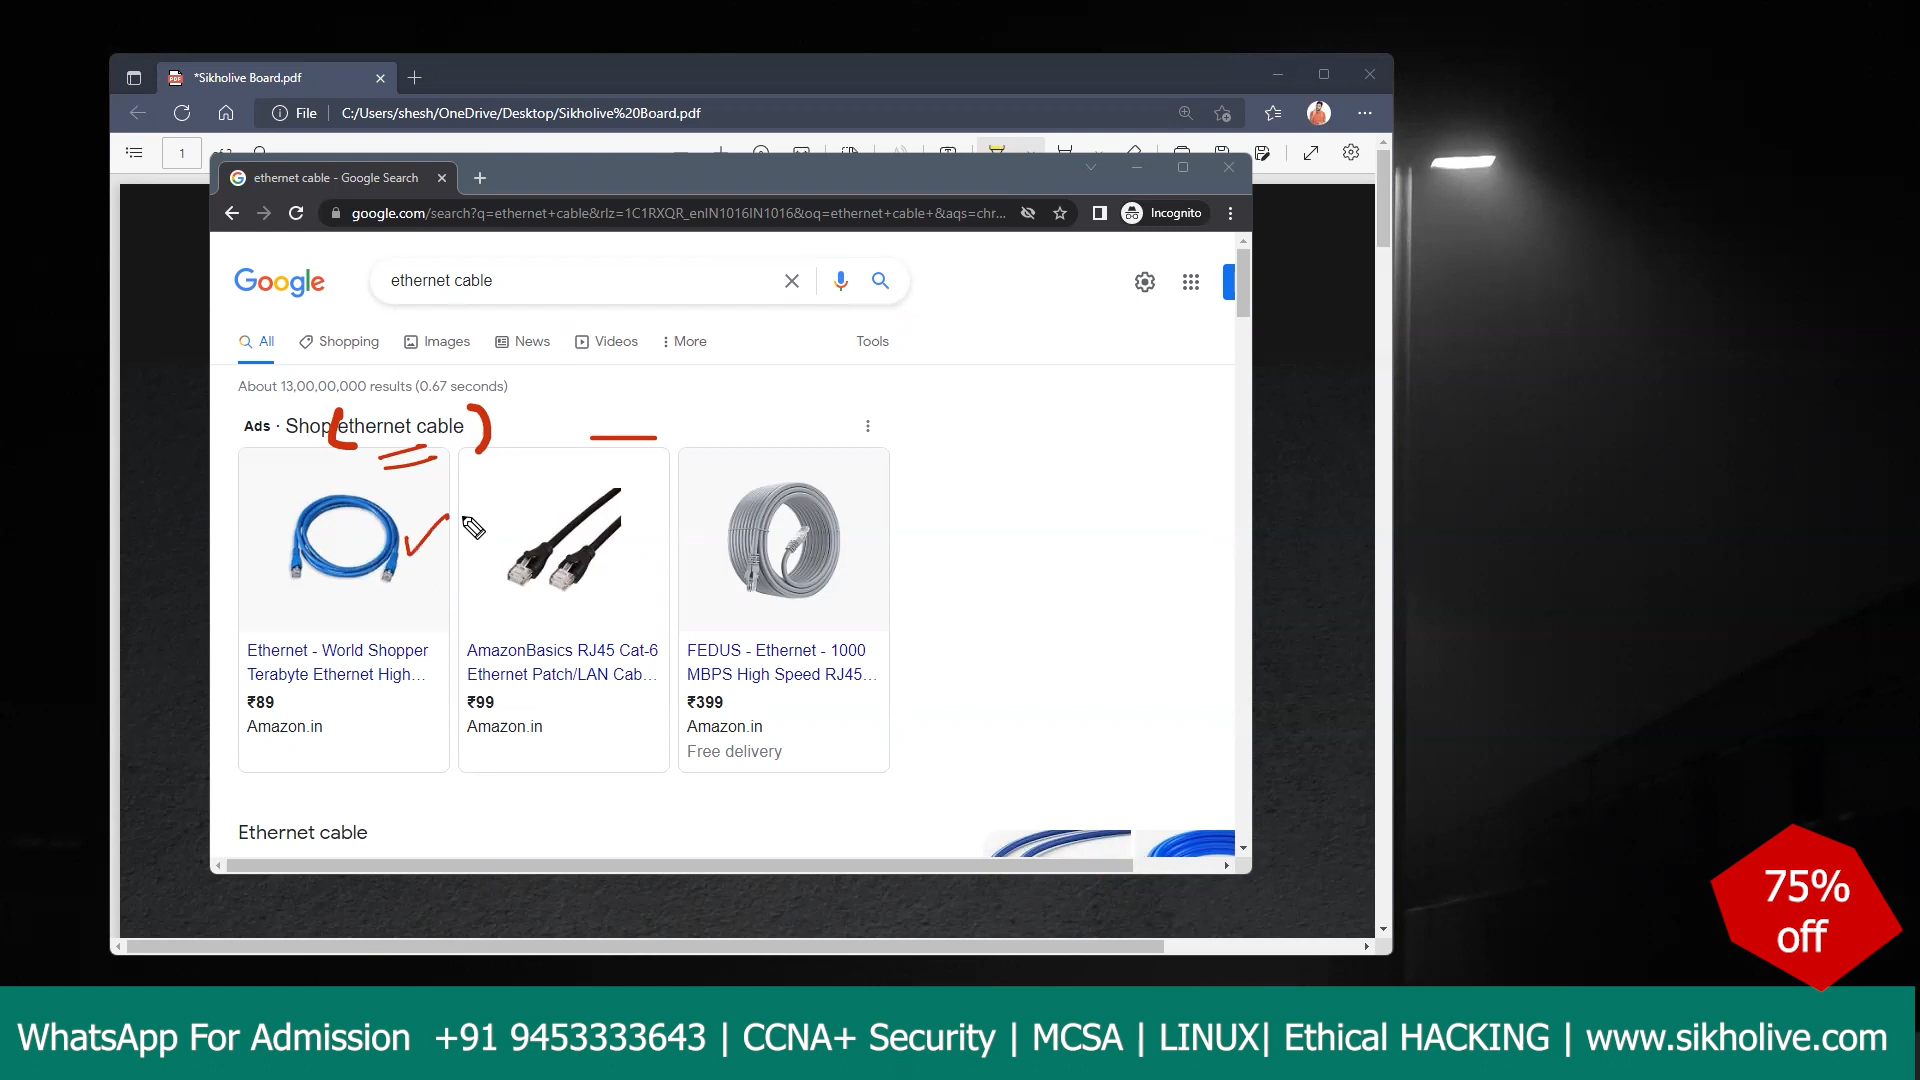 *Sikholive Board.pdf
File
C:/Users/shesh/OneDrive/Desktop/Sikholive%20Board.pdf
1
ethernet cable - Google Search
google.com/search?q=ethernet+cable&rlz=1C1RXQR_enIN1016IN1016&oq=ethernet+cable+&aqs=chr...
Incognito
Google
ethernet cable
All
Shopping
Images
News
Videos
More
Tools
About 13,00,00,000 results (0.67 seconds)
Ads · Shop ethernet cable
Ethernet - World Shopper
Terabyte Ethernet High...
₹89
Amazon.in
AmazonBasics RJ45 Cat-6
Ethernet Patch/LAN Cab...
₹99
Amazon.in
FEDUS - Ethernet - 1000
MBPS High Speed RJ45...
₹399
Amazon.in
Free delivery
Ethernet cable
75%
off
WhatsApp For Admission +91 9453333643 | CCNA+ Security | MCSA | LINUX| Ethical HACKING | www.sikholive.com